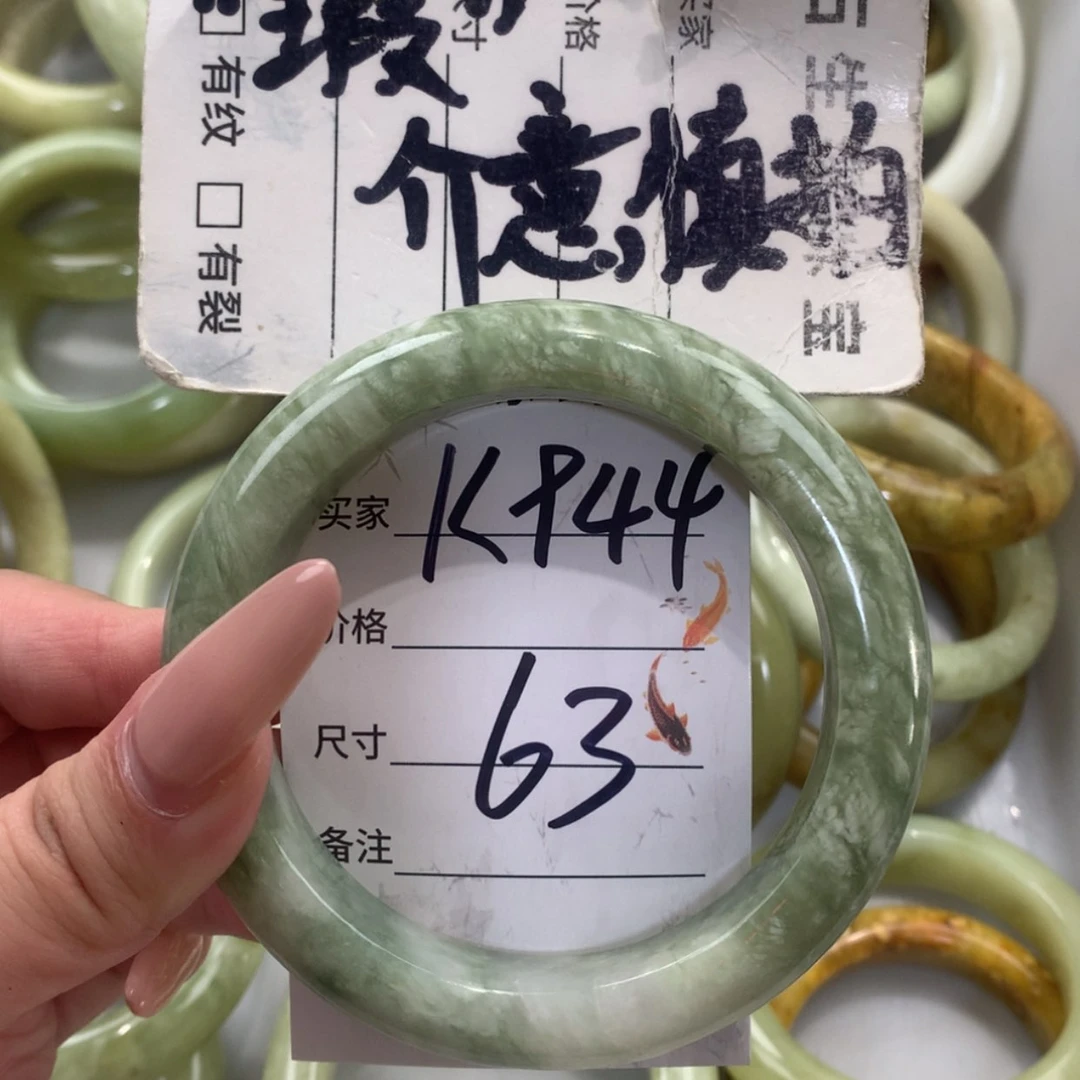 瑕
介意慎拍
□ 有纹 □ 有裂
价格
买家
买家 K944
价格
尺寸 63
备注